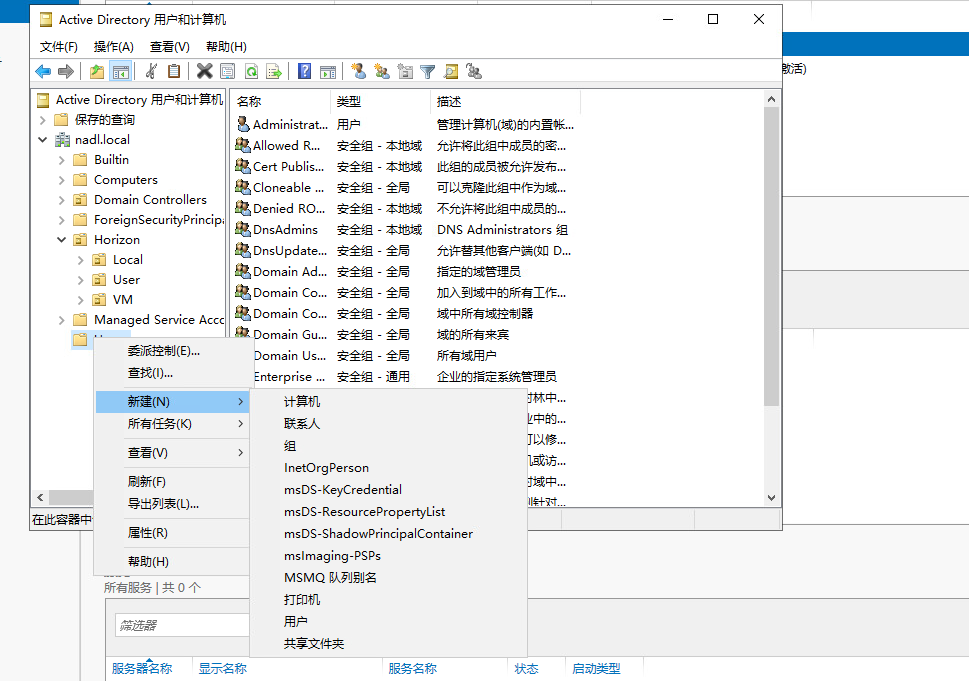 Active Directory 用户和计算机
文件(F) 操作(A) 查看(V) 帮助(H)
激活)
Active Directory 用户和计算机
保存的查询
nadl.local
Builtin
Computers
Domain Controllers
ForeignSecurityPrincipa
Horizon
Local
User
VM
Managed Service Acco
名称 类型 描述
Administrat... 用户 管理计算机(域)的内置帐...
Allowed R... 安全组 - 本地域 允许将此组中成员的密...
Cert Publis... 安全组 - 本地域 此组的成员被允许发布...
Cloneable ... 安全组 - 全局 可以克隆此组中作为域...
Denied RO... 安全组 - 本地域 不允许将此组中成员的...
DnsAdmins 安全组 - 本地域 DNS Administrators 组
DnsUpdate... 安全组 - 全局 允许替其他客户端(如 D...
Domain Ad... 安全组 - 全局 指定的域管理员
Domain Co... 安全组 - 全局 加入到域中的所有工作...
Domain Co... 安全组 - 全局 域中所有域控制器
Domain Gu... 安全组 - 全局 域的所有来宾
Domain Us... 安全组 - 全局 所有域用户
Enterprise ... 安全组 - 通用 企业的指定系统管理员
林中...
中的...
可以修...
或访...
域中...
针对...
委派控制(E)...
查找(I)...
新建(N)
所有任务(K)
查看(V)
刷新(F)
导出列表(L)...
属性(R)
帮助(H)
计算机
联系人
组
InetOrgPerson
msDS-KeyCredential
msDS-ResourcePropertyList
msDS-ShadowPrincipalContainer
msImaging-PSPs
MSMQ 队列别名
打印机
用户
共享文件夹
在此容器中
所有服务 | 共 0 个
筛选器
服务器名称 显示名称 服务名称 状态 启动类型